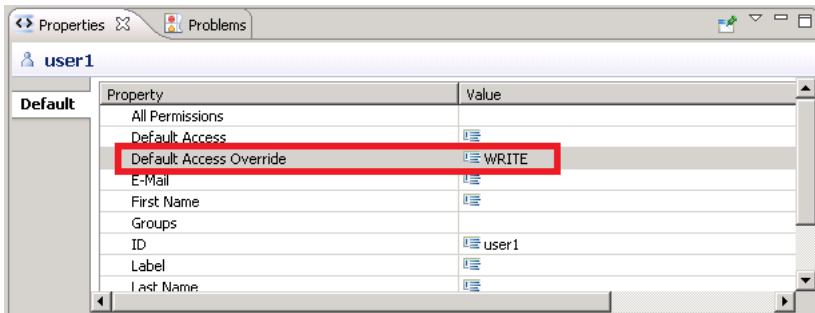 Properties Problems
user1
Default
Property Value
All Permissions
Default Access
Default Access Override WRITE
E-Mail
First Name
Groups
ID user1
Label
Last Name